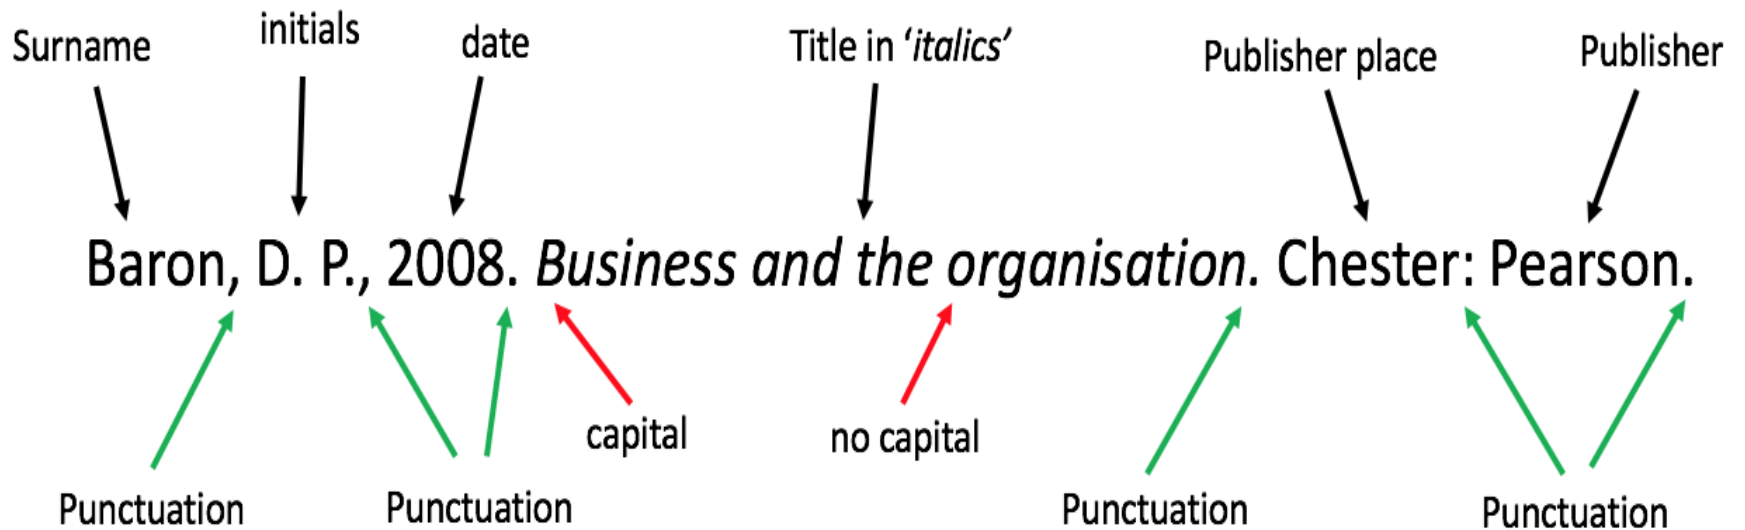 Surname initials date Title in ‘italics’ Publisher place Publisher
Baron, D. P., 2008. Business and the organisation. Chester: Pearson.
capital no capital
Punctuation Punctuation Punctuation Punctuation